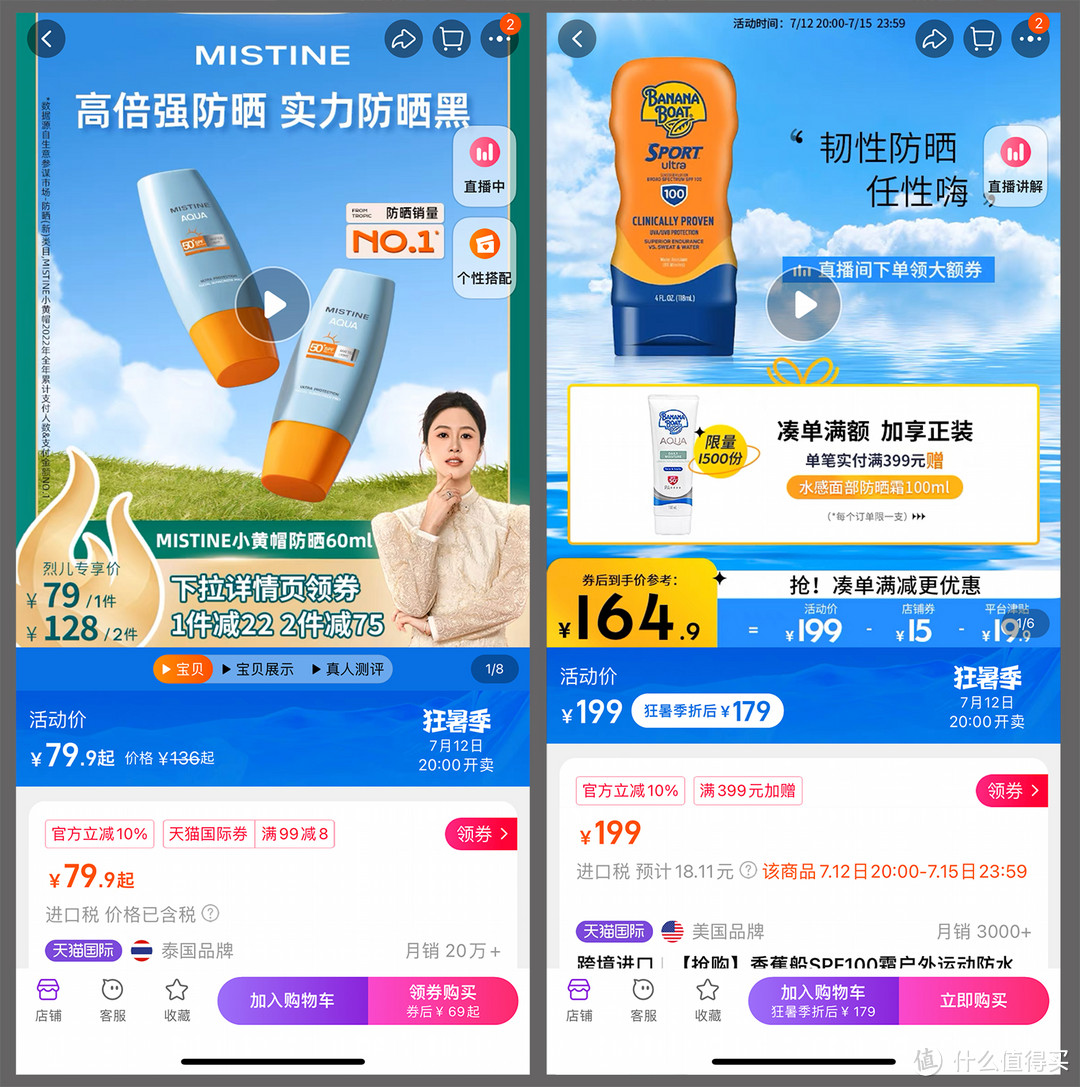 2
MISTINE
高倍强防晒 实力防晒黑
*数据源自生意参谋市场-防晒(新)类目,MISTINE小黄帽2022年全年累计支付人数&支付金额NO.1
直播中
FROM TROPIC
防晒销量
NO.1*
个性搭配
MISTINE
AQUA
50+ SPF
MISTINE
AQUA
50+ SPF
ULTRA PROTECTION
MISTINE小黄帽防晒60ml
烈儿专享价
¥79/1件
¥128/2件
下拉详情页领券
1件减22 2件减75
宝贝
宝贝展示
真人测评
1/8
活动价
¥79.9起 价格 ¥136起
狂暑季
7月12日
20:00开卖
官方立减10%
天猫国际券
满99减8
领券
¥79.9起
进口税 价格已含税
天猫国际
泰国品牌
月销 20万+
店铺
客服
收藏
加入购物车
领券购买
券后¥69起
活动时间：7/12 20:00-7/15 23:59
2
BANANA BOAT
SPORT
ultra
BROAD SPECTRUM SPF 100
100
CLINICALLY PROVEN
UVA/UVB PROTECTION
SUPERIOR ENDURANCE
VS. SWEAT & WATER
4 FL.OZ. (118mL)
“韧性防晒
任性嗨”
直播讲解
直播间下单领大额券
BANANA BOAT
AQUA
限量
1500份
凑单满额 加享正装
单笔实付满399元赠
水感面部防晒霜100ml
(*每个订单限一支)
券后到手价参考:
¥164.9
抢！凑单满减更优惠
=
活动价
¥199
-
店铺券
¥15
-
平台津贴
¥19.9
1/6
活动价
¥199
狂暑季折后¥179
狂暑季
7月12日
20:00开卖
官方立减10%
满399元加赠
领券
¥199
进口税 预计18.11元 该商品7.12日20:00-7.15日23:59
天猫国际
美国品牌
月销 3000+
跨境进口 | 【抢购】香蕉船SPF100霜户外运动防水
店铺
客服
收藏
加入购物车
狂暑季折后¥179
立即购买
值 什么值得买